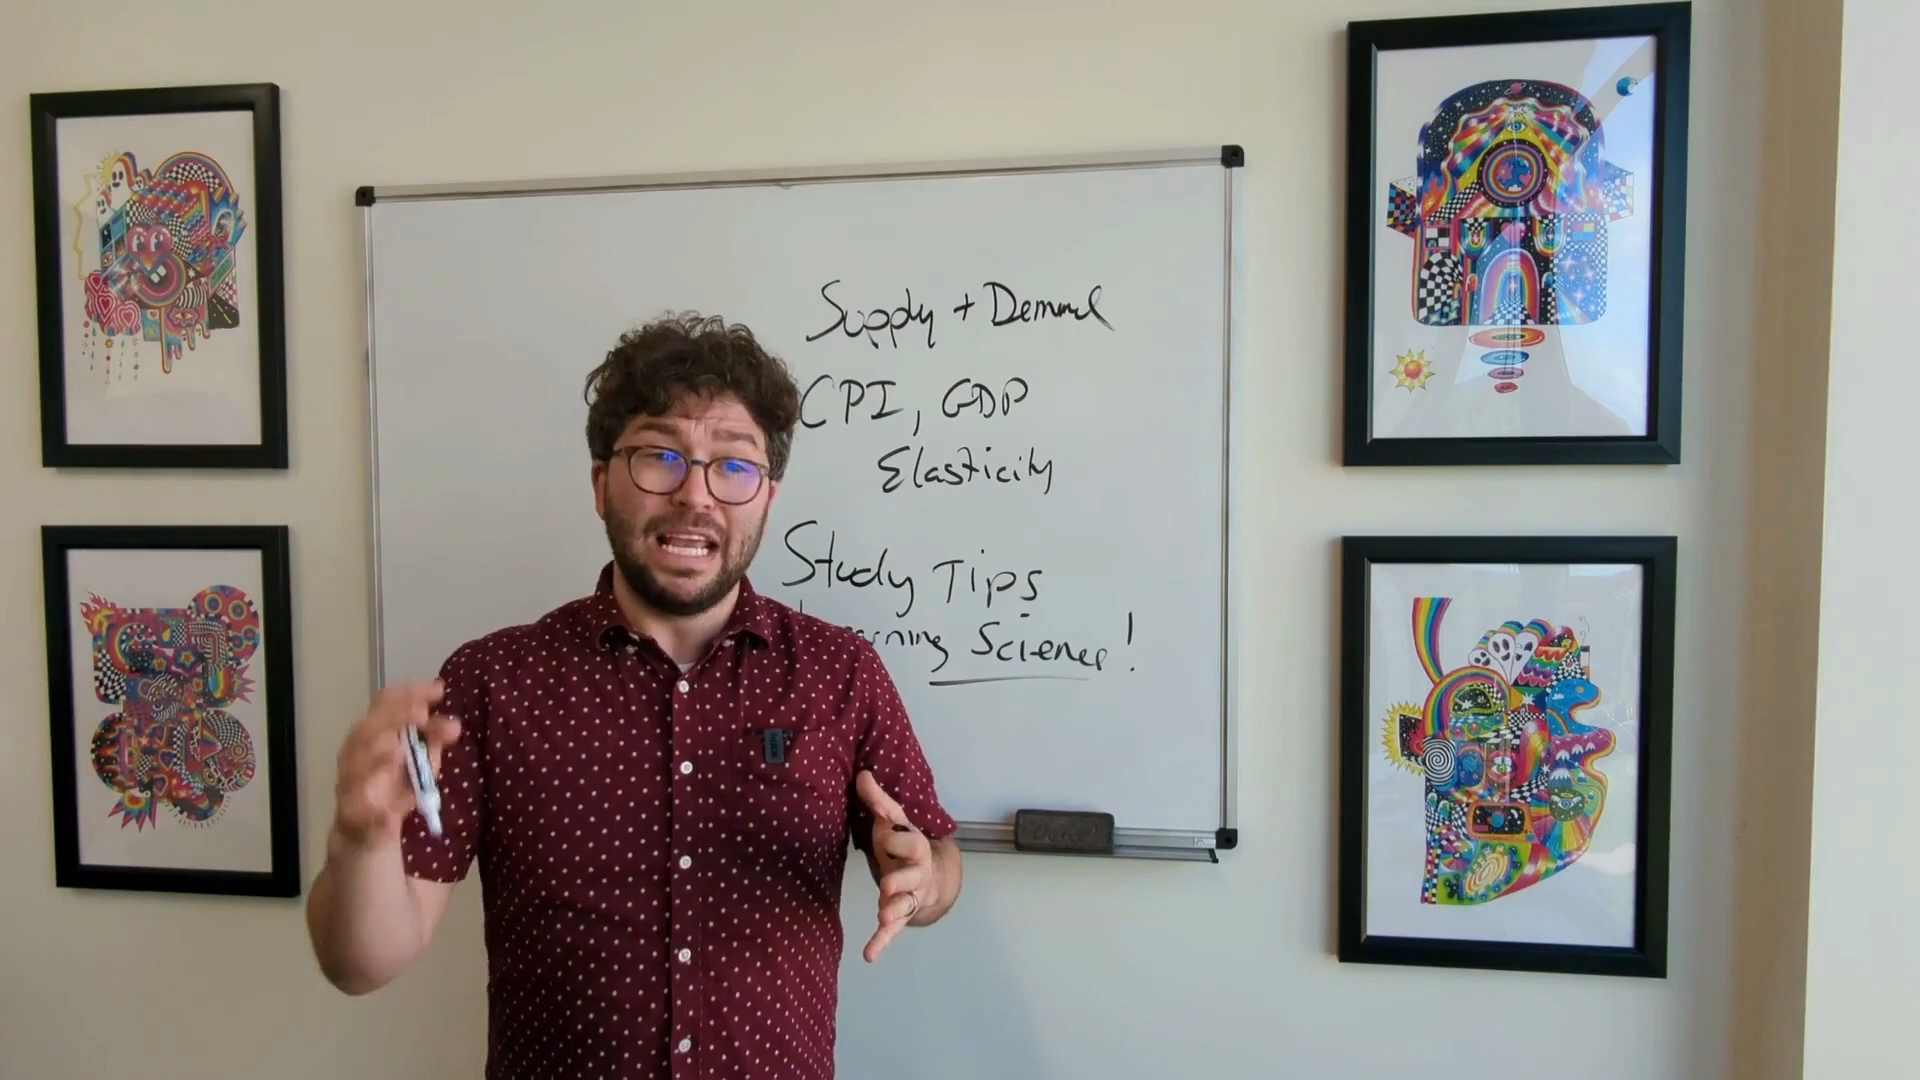 Supply + Demand
CPI, GDP
Elasticity
Study Tips
Science!